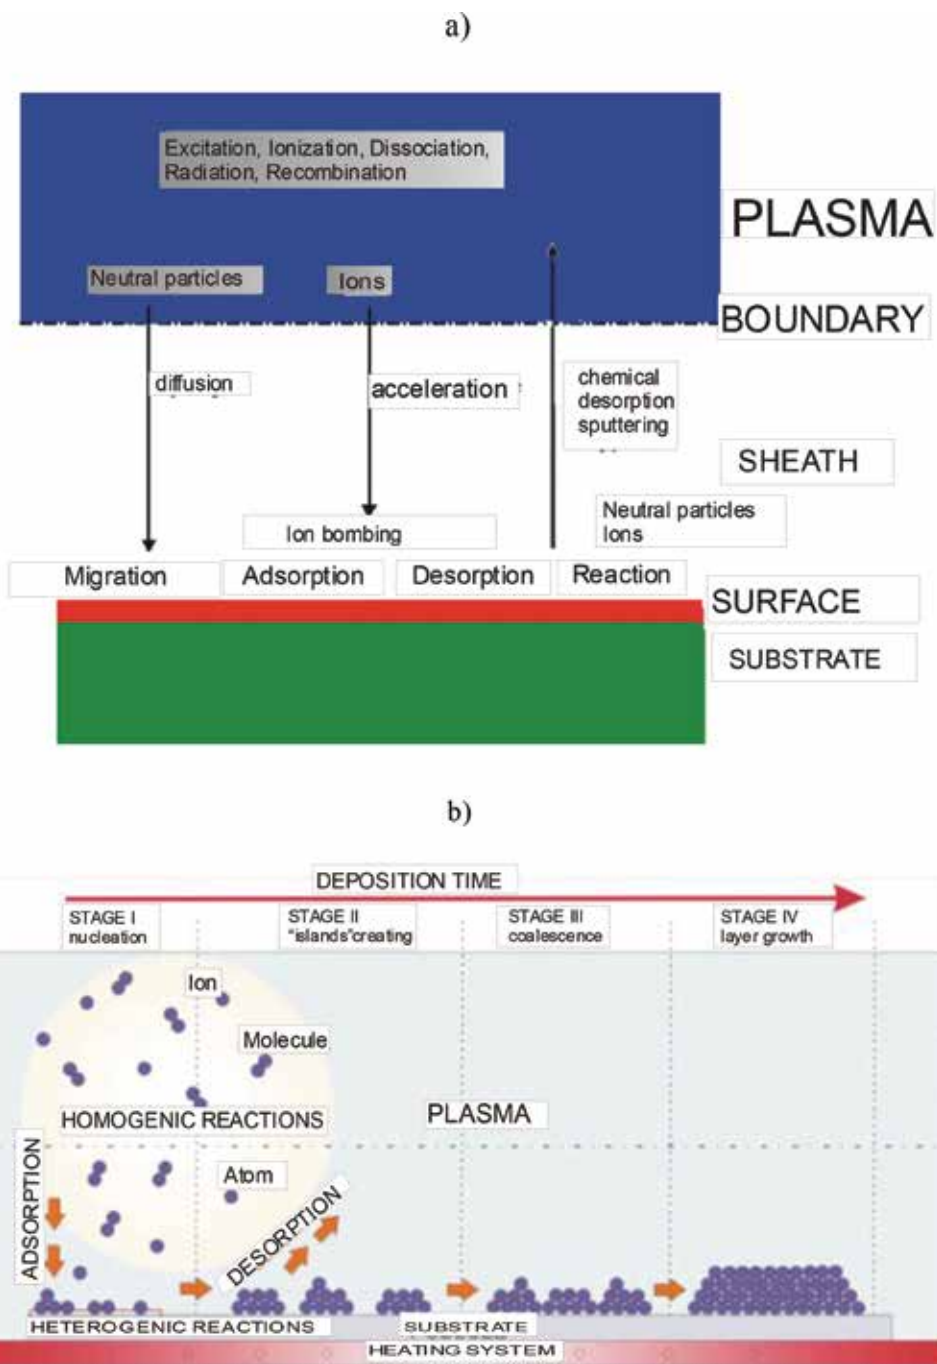 a)
Excitation, Ionization, Dissociation,
Radiation, Recombination
PLASMA
Neutral particles
Ions
BOUNDARY
diffusion
acceleration
chemical
desorption
sputtering
SHEATH
Neutral particles
Ions
Ion bombing
Migration
Adsorption
Desorption
Reaction
SURFACE
SUBSTRATE
b)
DEPOSITION TIME
STAGE I
nucleation
STAGE II
"islands"creating
STAGE III
coalescence
STAGE IV
layer growth
Ion
Molecule
HOMOGENIC REACTIONS
PLASMA
ADSORPTION
Atom
DESORPTION
HETEROGENIC REACTIONS
SUBSTRATE
HEATING SYSTEM